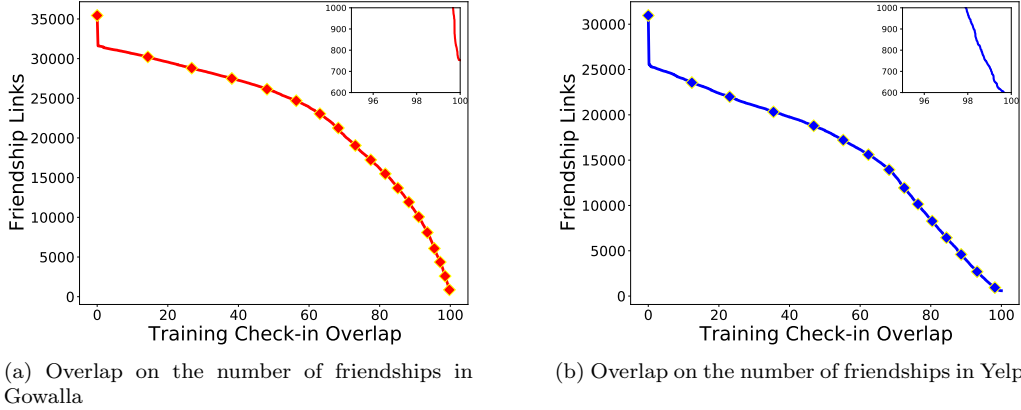 35000
30000
25000
20000
15000
10000
5000
0
Friendship Links
1000
900
800
700
600
96 98 100
0 20 40 60 80 100
Training Check-in Overlap
(a) Overlap on the number of friendships in
Gowalla
30000
25000
20000
15000
10000
5000
0
Friendship Links
1000
900
800
700
600
96 98 100
0 20 40 60 80 100
Training Check-in Overlap
(b) Overlap on the number of friendships in Yelp